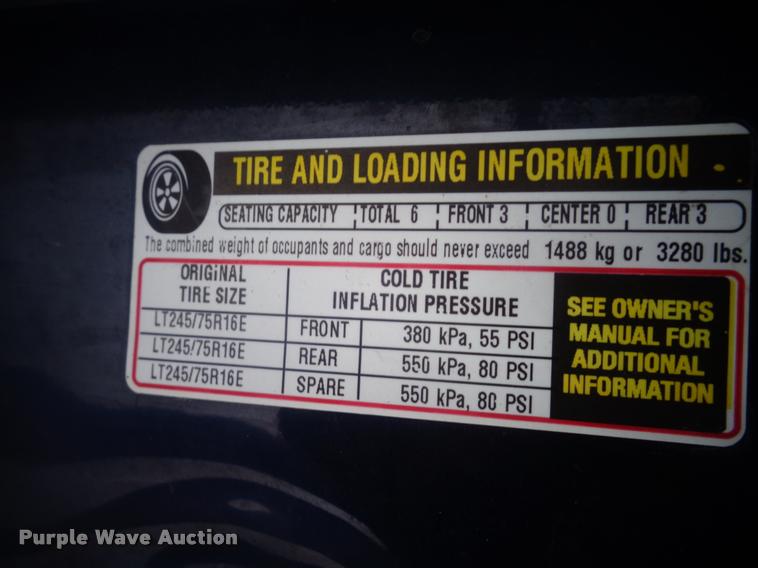 TIRE AND LOADING INFORMATION
SEATING CAPACITY TOTAL 6 FRONT 3 CENTER 0 REAR 3
The combined weight of occupants and cargo should never exceed 1488 kg or 3280 lbs.
ORIGINAL TIRE SIZE
COLD TIRE INFLATION PRESSURE
LT245/75R16E FRONT 380 kPa, 55 PSI
LT245/75R16E REAR 550 kPa, 80 PSI
LT245/75R16E SPARE 550 kPa, 80 PSI
SEE OWNER'S
MANUAL FOR
ADDITIONAL
INFORMATION
Purple Wave Auction